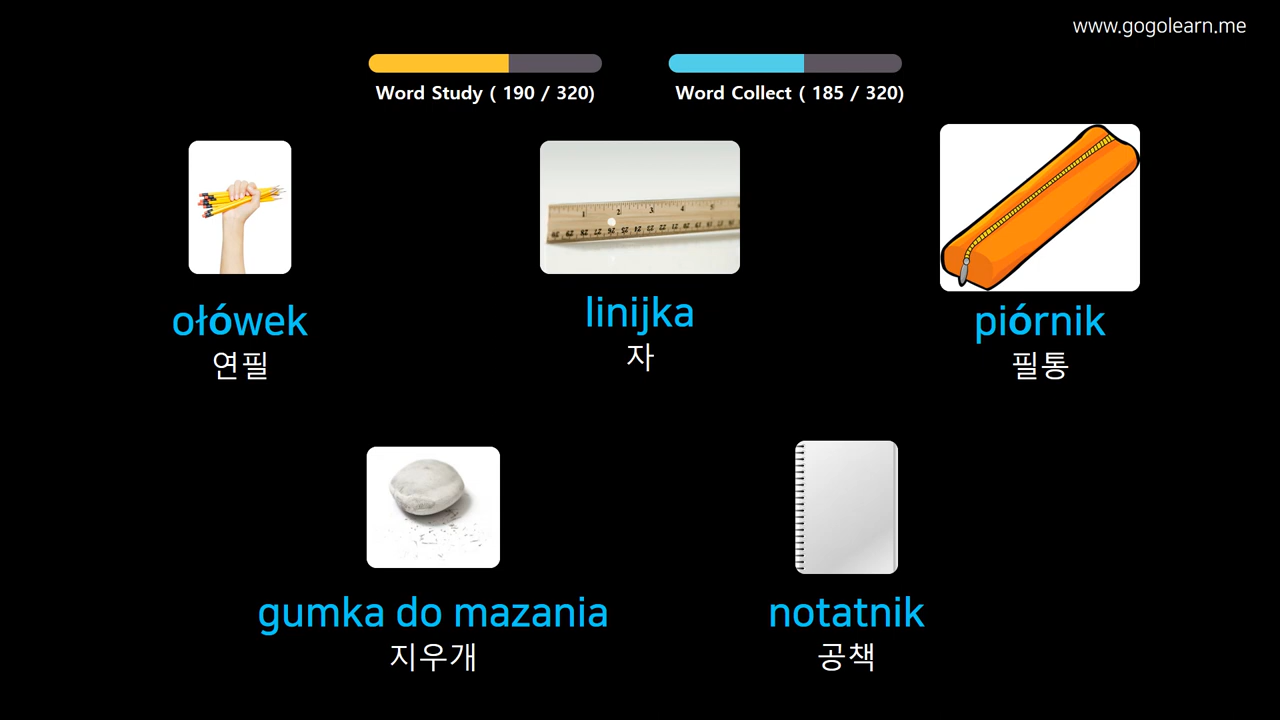 www.gogolearn.me
Word Study ( 190 / 320)
Word Collect ( 185 / 320)
ołówek
연필
linijka
자
piórnik
필통
gumka do mazania
지우개
notatnik
공책